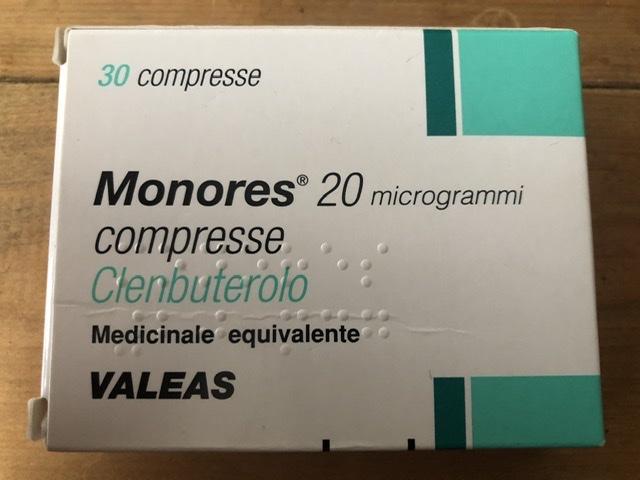 30 compresse
Monores® 20 microgrammi
compresse
Clenbuterolo
Medicinale equivalente
VALEAS